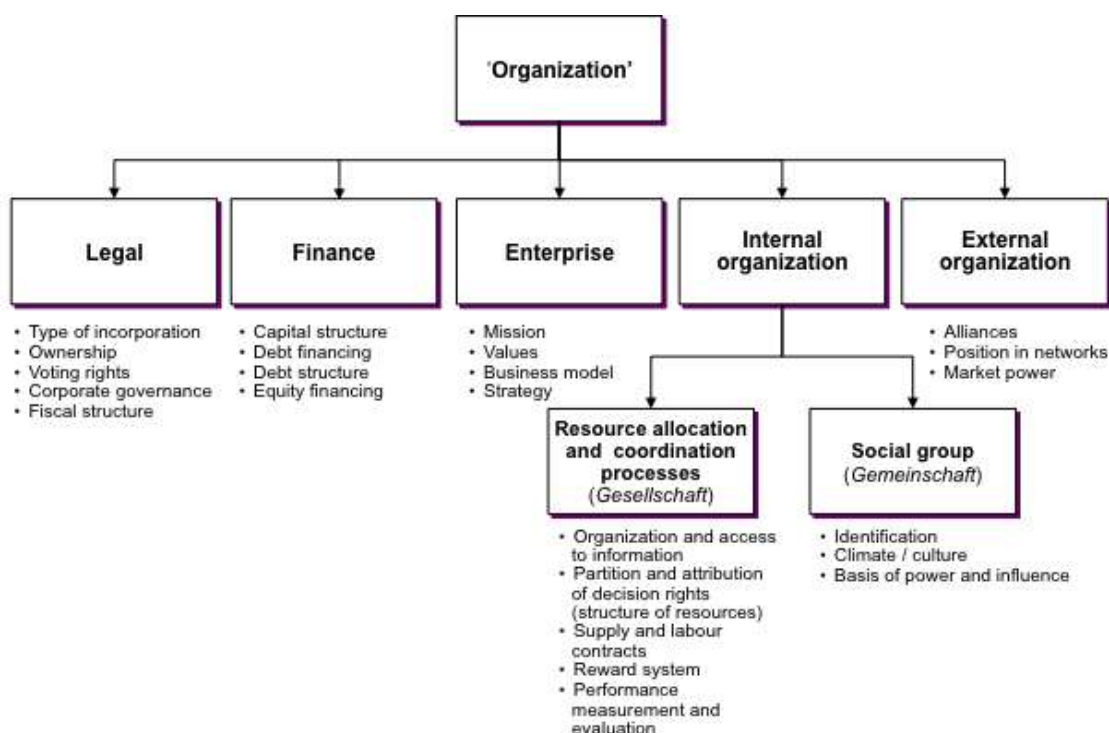 'Organization'
Legal
Finance
Enterprise
Internal
organization
External
organization
• Type of incorporation
• Ownership
• Voting rights
• Corporate governance
• Fiscal structure
• Capital structure
• Debt financing
• Debt structure
• Equity financing
• Mission
• Values
• Business model
• Strategy
• Alliances
• Position in networks
• Market power
Resource allocation
and coordination
processes
(Gesellschaft)
Social group
(Gemeinschaft)
• Organization and access
to information
• Partition and attribution
of decision rights
(structure of resources)
• Supply and labour
contracts
• Reward system
• Performance
measurement and
evaluation
• Identification
• Climate / culture
• Basis of power and influence